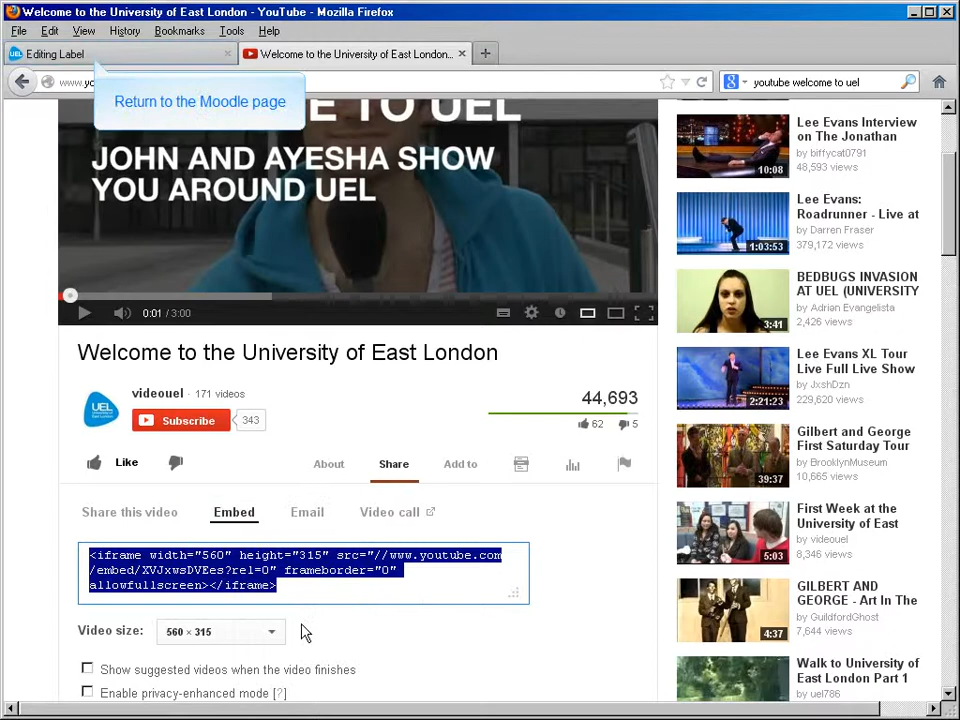 Welcome to the University of East London - YouTube - Mozilla Firefox
File Edit View History Bookmarks Tools Help
UEL Editing Label
Welcome to the University of East London...
www.yo
youtube welcome to uel
Return to the Moodle page
E TO UEL
JOHN AND AYESHA SHOW
YOU AROUND UEL
0:01 / 3:00
Welcome to the University of East London
UEL
University of
East London
videouel · 171 videos
Subscribe 343
44,693
62 5
Like
About Share Add to
Share this video Embed Email Video call
<iframe width="560" height="315" src="//www.youtube.com
/embed/XVJxwsDVEes?rel=0" frameborder="0"
allowfullscreen></iframe>
Video size: 560 × 315
Show suggested videos when the video finishes
Enable privacy-enhanced mode [?]
10:08
Lee Evans Interview
on The Jonathan
by biffycat0791
48,593 views
1:03:53
Lee Evans:
Roadrunner - Live at
by Darren Fraser
379,172 views
3:41
BEDBUGS INVASION
AT UEL (UNIVERSITY
by Adrian Evangelista
2,426 views
2:21:23
Lee Evans XL Tour
Live Full Live Show
by JxshDzn
229,620 views
39:37
Gilbert and George
First Saturday Tour
by BrooklynMuseum
10,665 views
5:03
First Week at the
University of East
by videouel
8,346 views
4:37
GILBERT AND
GEORGE - Art In The
by GuildfordGhost
7,644 views
Walk to University of
East London Part 1
by uel786